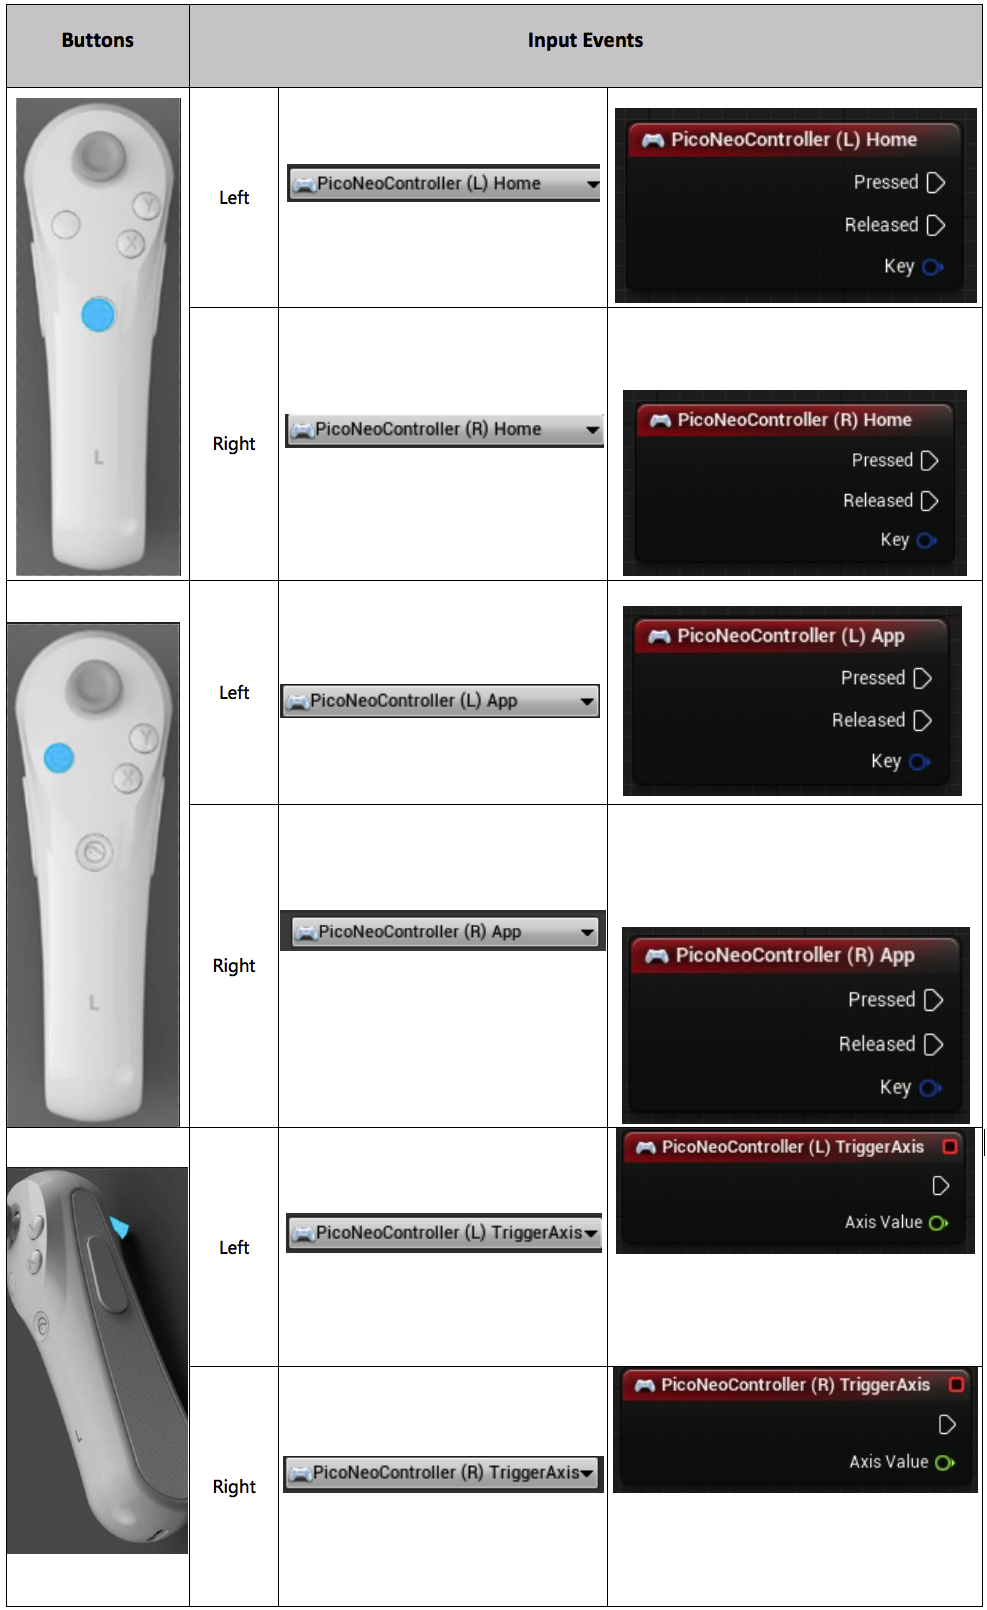 Buttons
Input Events
Y
X
L
Left
PicoNeoController (L) Home
PicoNeoController (L) Home
Pressed
Released
Key
Right
PicoNeoController (R) Home
PicoNeoController (R) Home
Pressed
Released
Key
Y
X
L
Left
PicoNeoController (L) App
PicoNeoController (L) App
Pressed
Released
Key
Right
PicoNeoController (R) App
PicoNeoController (R) App
Pressed
Released
Key
L
Left
PicoNeoController (L) TriggerAxis
PicoNeoController (L) TriggerAxis
Axis Value
Right
PicoNeoController (R) TriggerAxis
PicoNeoController (R) TriggerAxis
Axis Value